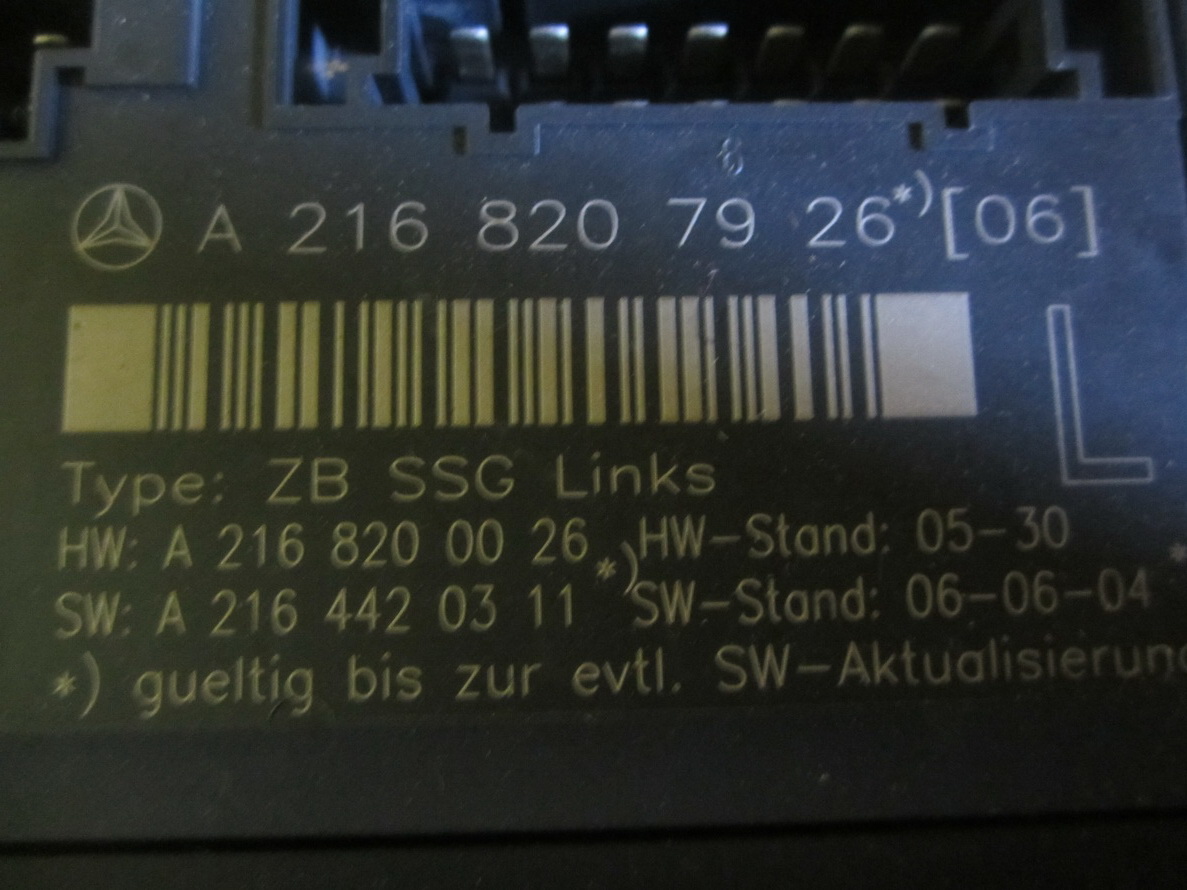 A 216 820 79 26*) [06]
L
Type: ZB SSG Links
HW: A 216 820 00 26 *) HW-Stand: 05-30
SW: A 216 442 03 11 SW-Stand: 06-06-04
*) gueltig bis zur evtl. SW-Aktualisierung